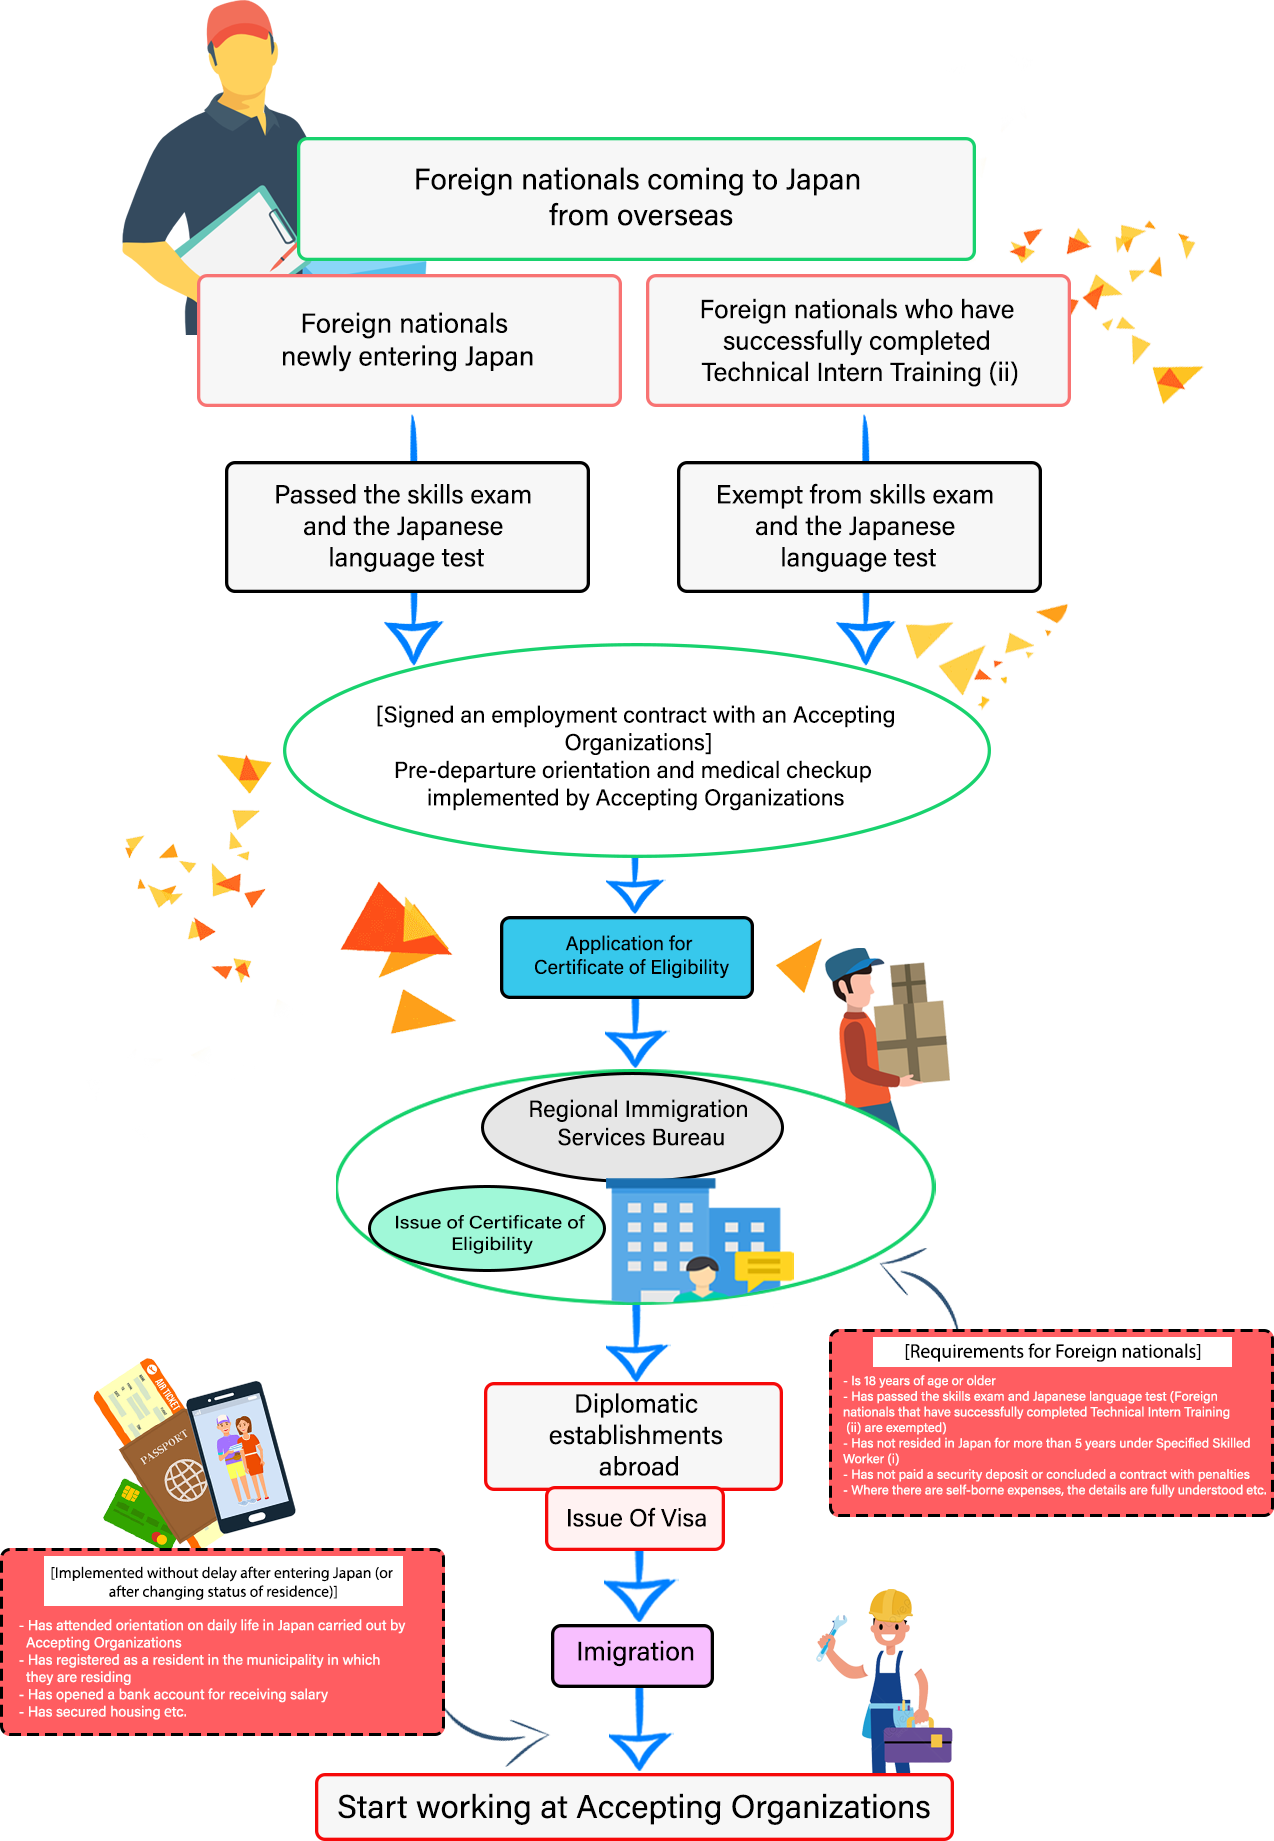 Foreign nationals coming to Japan
from overseas
Foreign nationals
newly entering Japan
Foreign nationals who have
successfully completed
Technical Intern Training (ii)
Passed the skills exam
and the Japanese
language test
Exempt from skills exam
and the Japanese
language test
[Signed an employment contract with an Accepting
Organizations]
Pre-departure orientation and medical checkup
implemented by Accepting Organizations
Application for
Certificate of Eligibility
Regional Immigration
Services Bureau
Issue of Certificate of
Eligibility
[Requirements for Foreign nationals]
- Is 18 years of age or older
- Has passed the skills exam and Japanese language test (Foreign
nationals that have successfully completed Technical Intern Training
(ii) are exempted)
- Has not resided in Japan for more than 5 years under Specified Skilled
Worker (i)
- Has not paid a security deposit or concluded a contract with penalties
- Where there are self-borne expenses, the details are fully understood etc.
Diplomatic
establishments
abroad
Issue Of Visa
AIR TICKET
PASSPORT
[Implemented without delay after entering Japan (or
after changing status of residence)]
- Has attended orientation on daily life in Japan carried out by
Accepting Organizations
- Has registered as a resident in the municipality in which
they are residing
- Has opened a bank account for receiving salary
- Has secured housing etc.
Imigration
Start working at Accepting Organizations